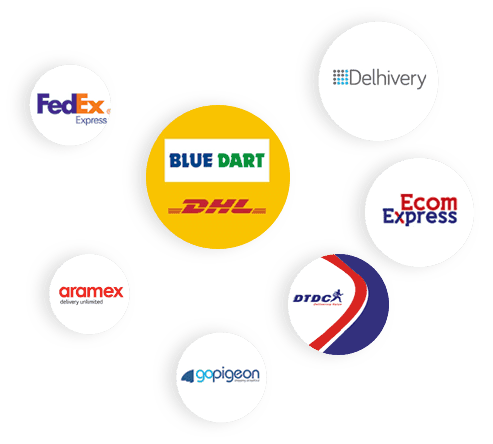 Delhivery
FedEx
Express
BLUE DART
DHL
Ecom
Express
aramex
delivery unlimited
DTDC
gopigeon